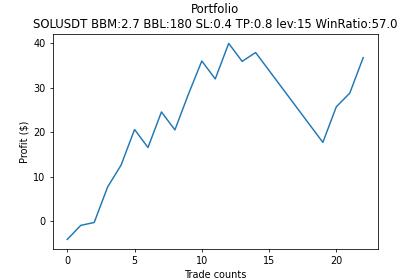 Portfolio
SOLUSDT BBM:2.7 BBL:180 SL:0.4 TP:0.8 lev:15 WinRatio:57.0
Profit ($)
40
30
20
10
0
0 5 10 15 20
Trade counts